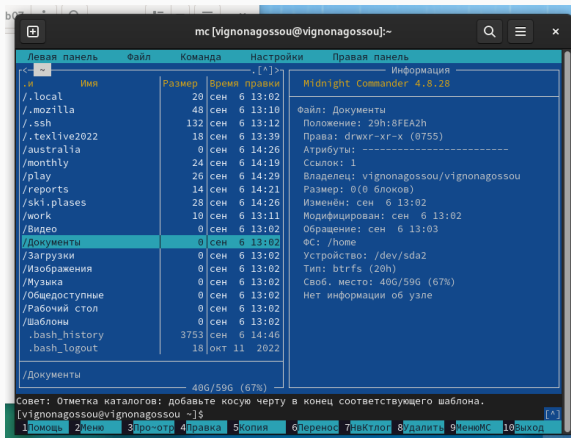 mc [vignonagossou@vignonagossou]:~
Левая панель Файл Команда Настройки Правая панель
<- ~ .[^]>
.и Имя Размер Время правки
/.local 20 сен 6 13:02
/.mozilla 48 сен 6 13:10
/.ssh 132 сен 6 13:12
/.texlive2022 18 сен 6 13:39
/australia 0 сен 6 14:26
/monthly 24 сен 6 14:19
/play 26 сен 6 14:29
/reports 14 сен 6 14:21
/ski.plases 28 сен 6 14:26
/work 10 сен 6 13:11
/Видео 0 сен 6 13:02
/Документы 0 сен 6 13:02
/Загрузки 0 сен 6 13:02
/Изображения 0 сен 6 13:02
/Музыка 0 сен 6 13:02
/Общедоступные 0 сен 6 13:02
/Рабочий стол 0 сен 6 13:02
/Шаблоны 0 сен 6 13:02
.bash_history 3753 сен 6 14:46
.bash_logout 18 окт 11 2022
/Документы
40G/59G (67%)
Информация
Midnight Commander 4.8.28
Файл: Документы
Положение: 29h:8FEA2h
Права: drwxr-xr-x (0755)
Атрибуты: ------------------------
Ссылок: 1
Владелец: vignonagossou/vignonagossou
Размер: 0(0 блоков)
Изменён: сен 6 13:02
Модифицирован: сен 6 13:02
Обращение: сен 6 13:03
ФС: /home
Устройство: /dev/sda2
Тип: btrfs (20h)
Своб. место: 40G/59G (67%)
Нет информации об узле
Совет: Отметка каталогов: добавьте косую черту в конец соответствующего шаблона.
[vignonagossou@vignonagossou ~]$ [^]
1Помощь 2Меню 3Про~отр 4Правка 5Копия 6Перенос 7НвКтлог 8Удалить 9МенюМС 10Выход